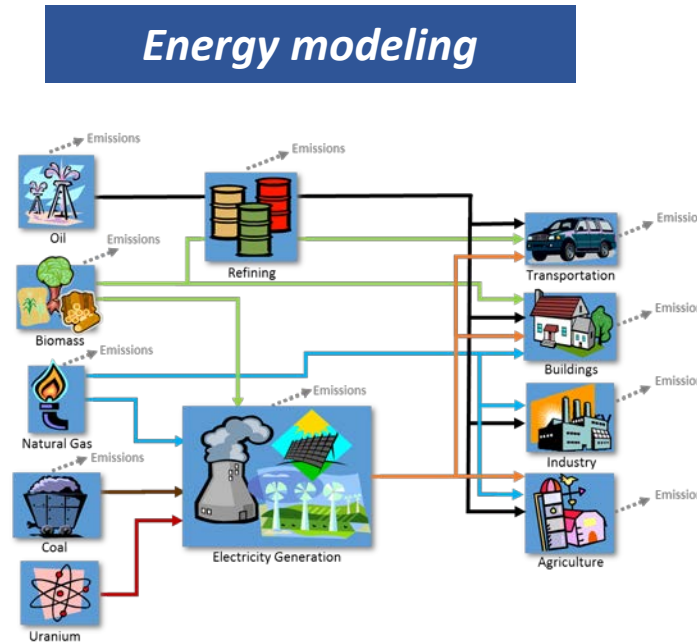 Energy modeling
Emissions
Oil
Emissions
Refining
Emissions
Transportation
Emissions
Biomass
Emissions
Buildings
Emissions
Natural Gas
Emissions
Electricity Generation
Emissions
Industry
Emissions
Coal
Emissions
Agriculture
Uranium